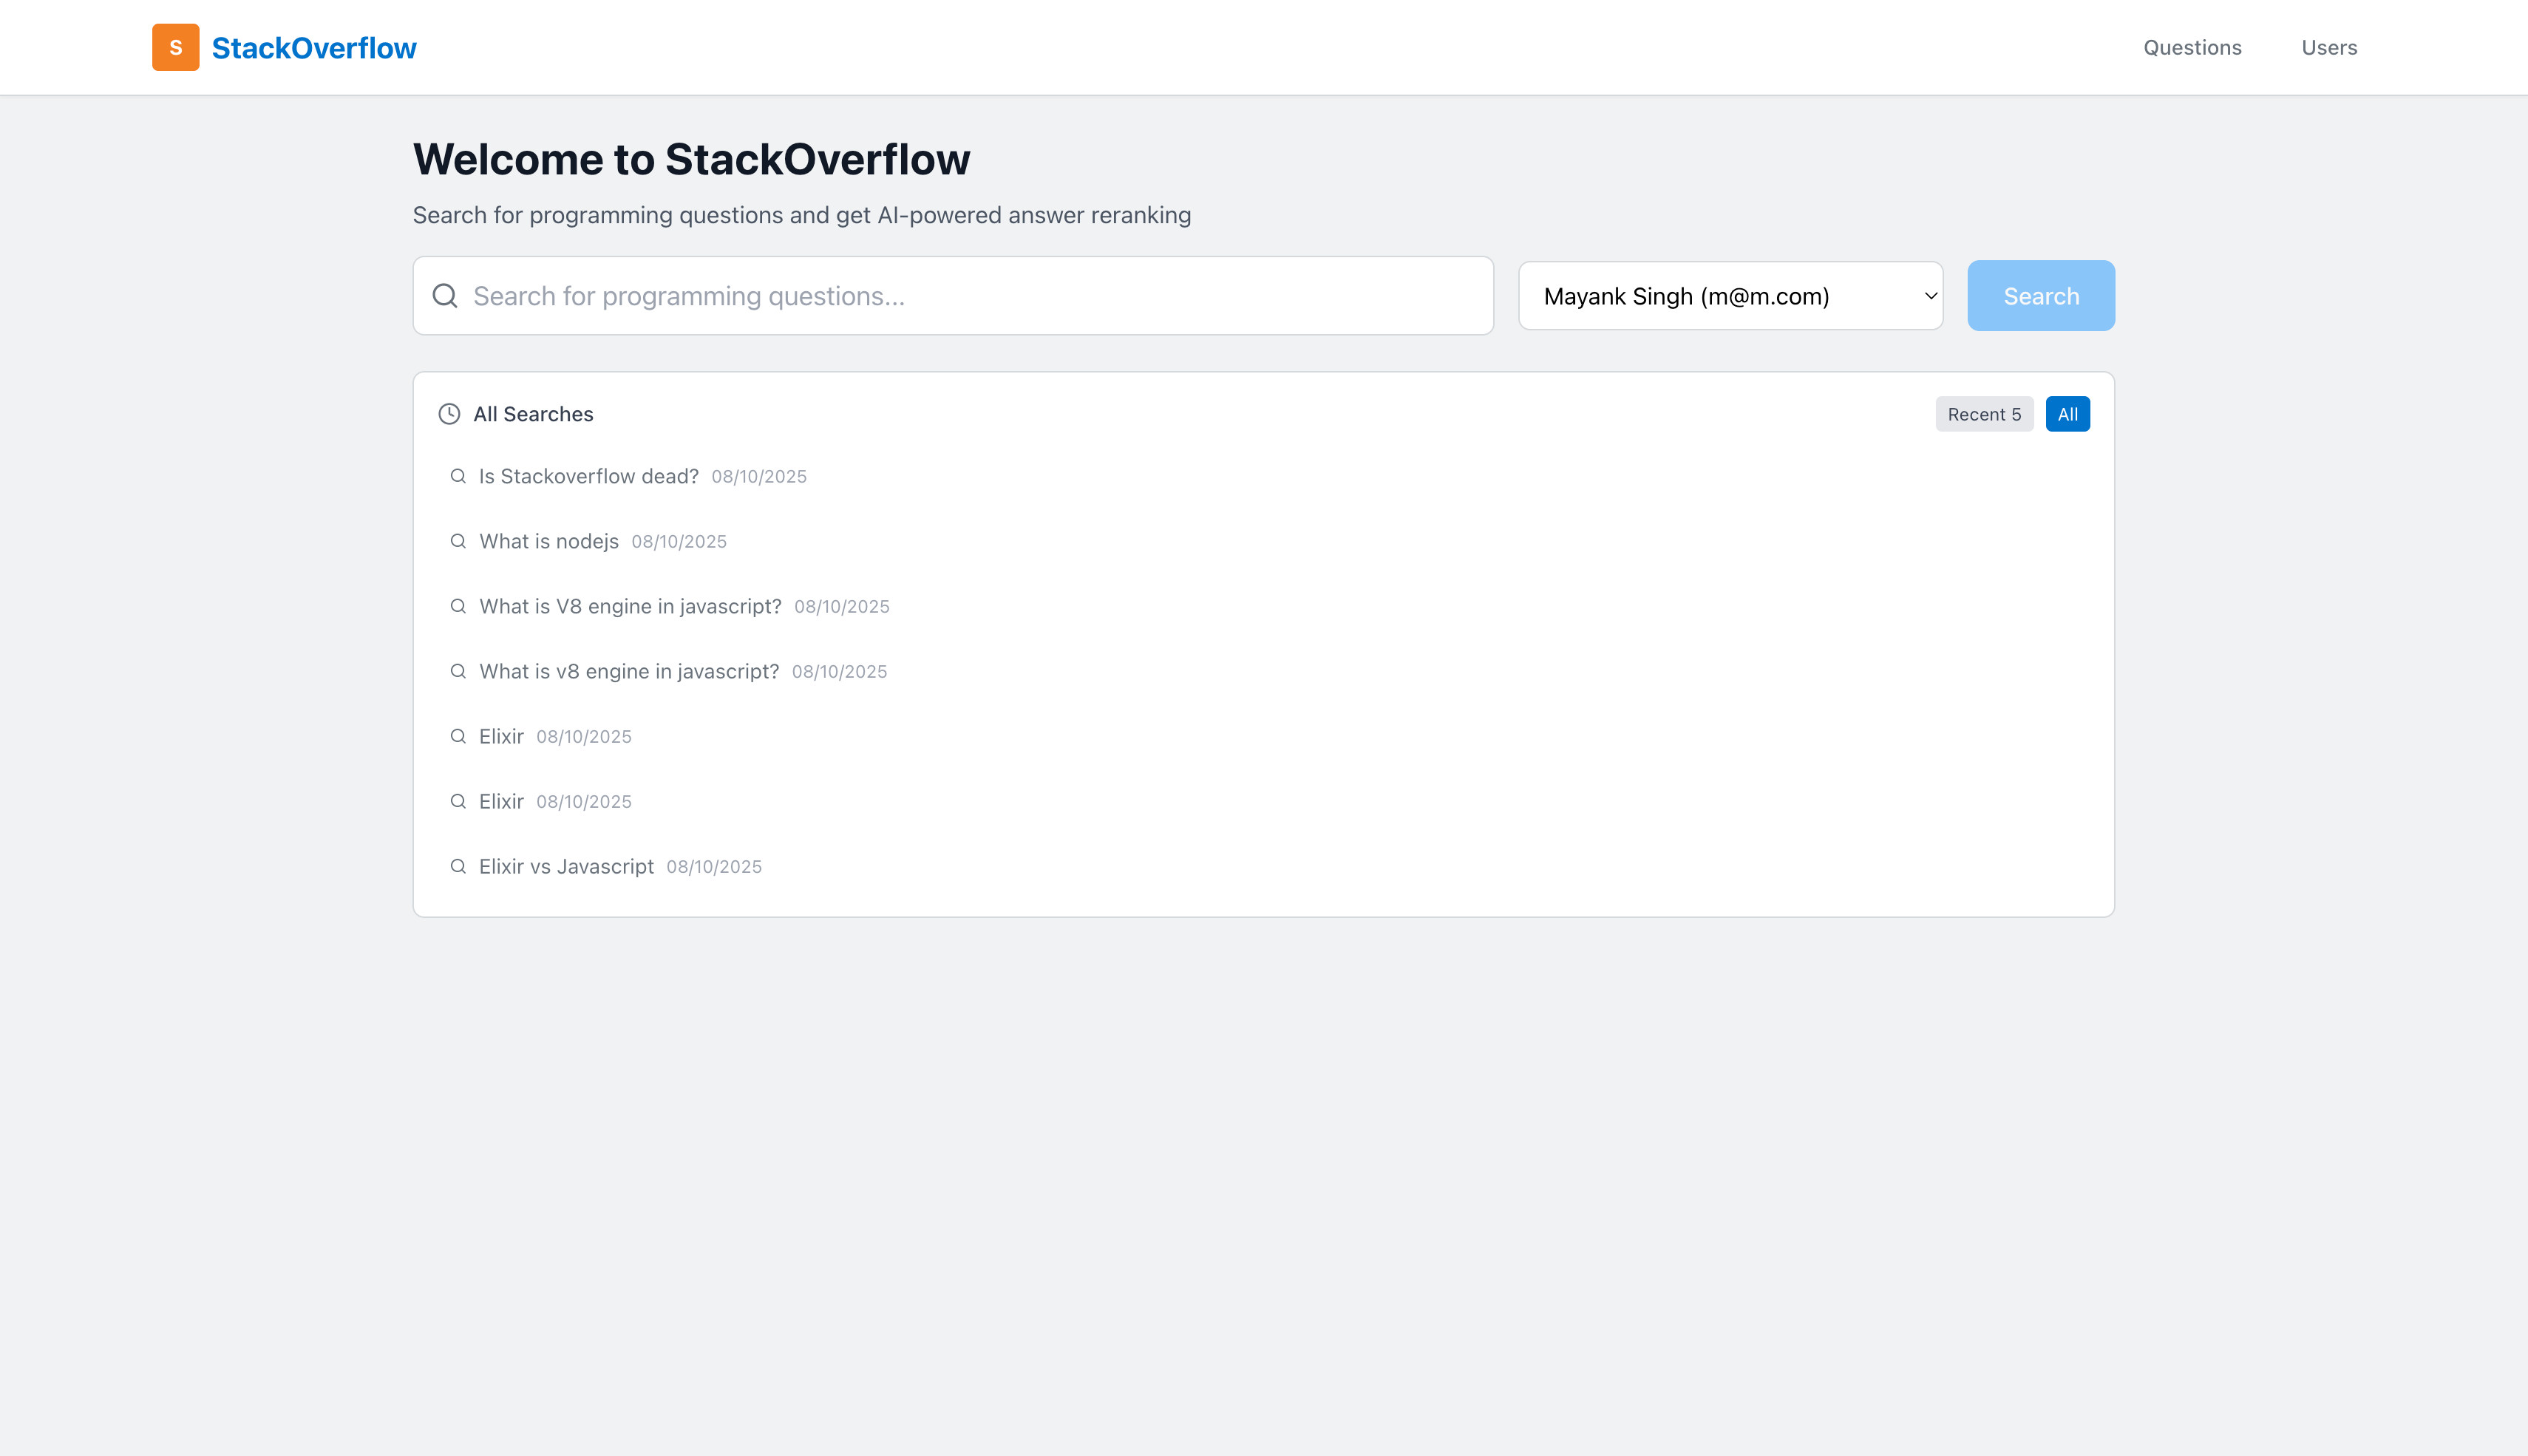 S StackOverflow Questions Users
Welcome to StackOverflow
Search for programming questions and get AI-powered answer reranking
Search for programming questions... Mayank Singh (m@m.com) Search
All Searches Recent 5 All
Is Stackoverflow dead? 08/10/2025
What is nodejs 08/10/2025
What is V8 engine in javascript? 08/10/2025
What is v8 engine in javascript? 08/10/2025
Elixir 08/10/2025
Elixir 08/10/2025
Elixir vs Javascript 08/10/2025